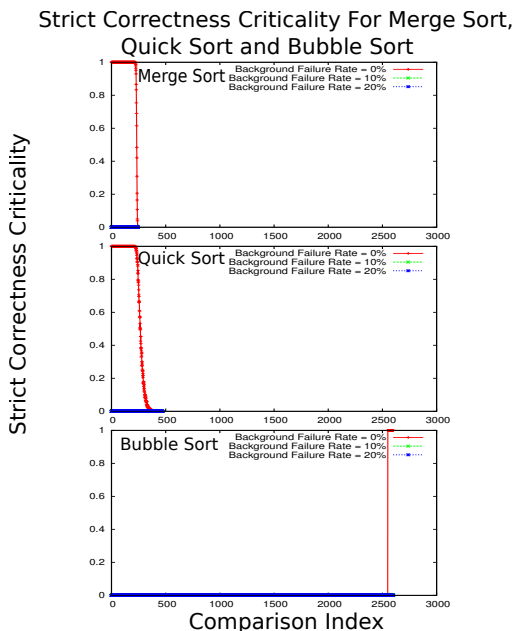 Strict Correctness Criticality For Merge Sort,
Quick Sort and Bubble Sort
Strict Correctness Criticality
Merge Sort
Background Failure Rate = 0%
Background Failure Rate = 10%
Background Failure Rate = 20%
1
0.8
0.6
0.4
0.2
0
0 500 1000 1500 2000 2500 3000
Quick Sort
Background Failure Rate = 0%
Background Failure Rate = 10%
Background Failure Rate = 20%
1
0.8
0.6
0.4
0.2
0
0 500 1000 1500 2000 2500 3000
Bubble Sort
Background Failure Rate = 0%
Background Failure Rate = 10%
Background Failure Rate = 20%
1
0.8
0.6
0.4
0.2
0
0 500 1000 1500 2000 2500 3000
Comparison Index